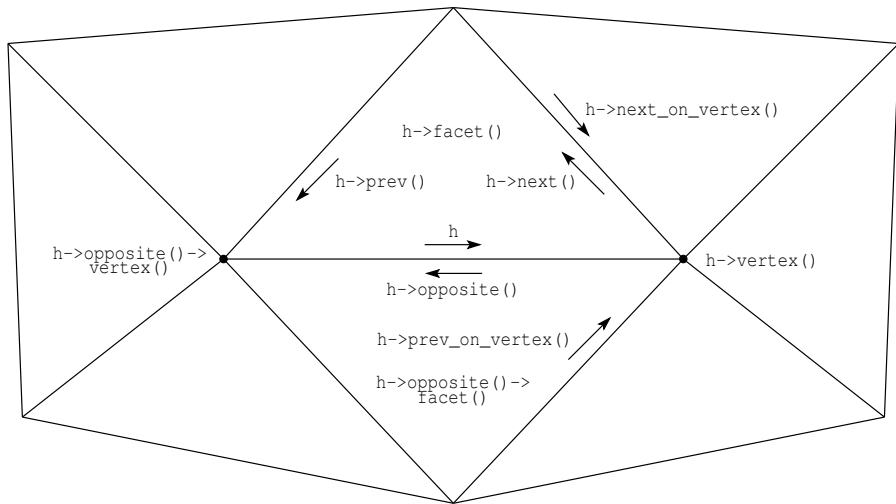 h->next_on_vertex()
h->facet()
h->prev()
h->next()
h
h->opposite()->
vertex()
h->vertex()
h->opposite()
h->prev_on_vertex()
h->opposite()->
facet()